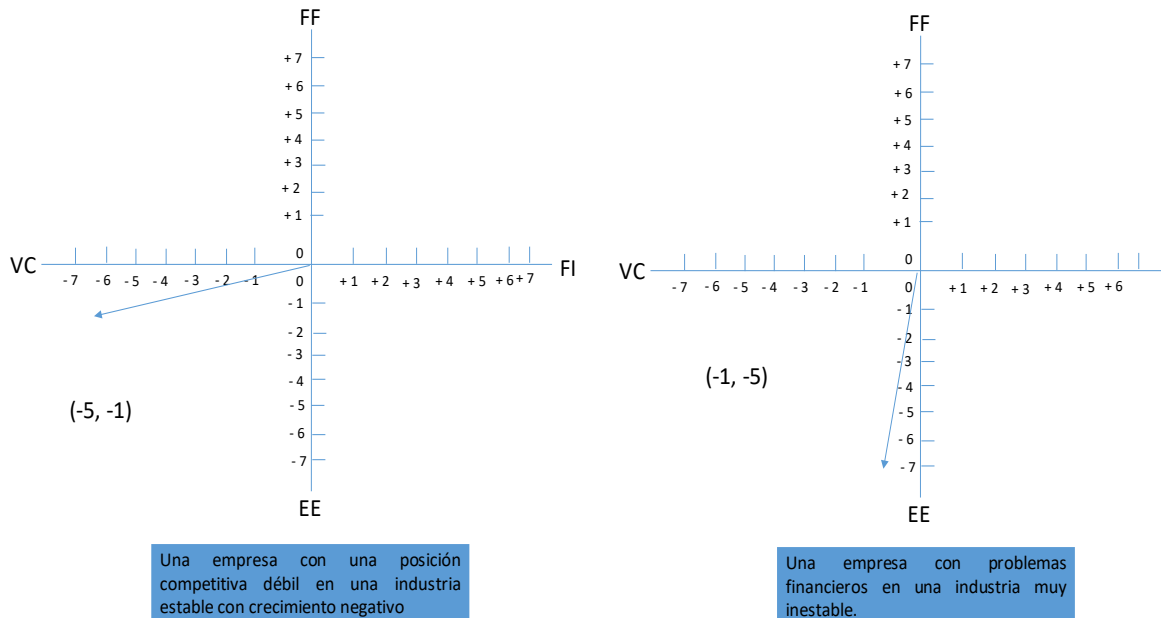 FF
+ 7
+ 6
+ 5
+ 4
+ 3
+ 2
+ 1
0
VC
FI
- 7 - 6 - 5 - 4 - 3 - 2 - 1 0 + 1 + 2 + 3 + 4 + 5 + 6 + 7
- 1
- 2
- 3
- 4
- 5
- 6
- 7
(-5, -1)
EE
Una empresa con una posición
competitiva débil en una industria
estable con crecimiento negativo
FF
+ 7
+ 6
+ 5
+ 4
+ 3
+ 2
+ 1
0
VC
- 7 - 6 - 5 - 4 - 3 - 2 - 1 0 + 1 + 2 + 3 + 4 + 5 + 6
- 1
- 2
- 3
- 4
- 5
- 6
- 7
(-1, -5)
EE
Una empresa con problemas
financieros en una industria muy
inestable.